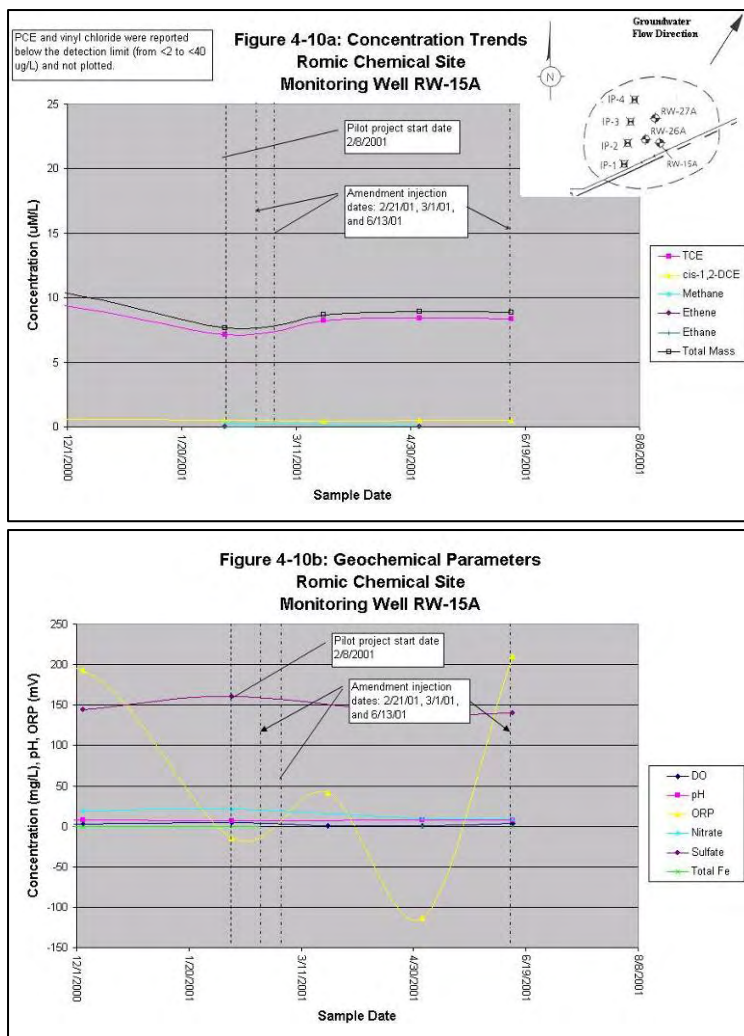 PCE and vinyl chloride were reported
below the detection limit (from <2 to <40
ug/L) and not plotted.
Figure 4-10a: Concentration Trends
Romic Chemical Site
Monitoring Well RW-15A
Groundwater
Flow Direction
N
IP-4
IP-3
IP-2
IP-1
RW-27A
RW-26A
RW-15A
Pilot project start date
2/8/2001
Amendment injection
dates: 2/21/01, 3/1/01,
and 6/13/01
Concentration (uM/L)
25
20
15
10
5
0
12/1/2000
1/20/2001
3/11/2001
4/30/2001
6/19/2001
8/8/2001
Sample Date
TCE
cis-1,2-DCE
Methane
Ethene
Ethane
Total Mass
Figure 4-10b: Geochemical Parameters
Romic Chemical Site
Monitoring Well RW-15A
Pilot project start date
2/8/2001
Amendment injection
dates: 2/21/01, 3/1/01,
and 6/13/01
Concentration (mg/L), pH, ORP (mV)
250
200
150
100
50
0
-50
-100
-150
12/1/2000
1/20/2001
3/11/2001
4/30/2001
6/19/2001
8/8/2001
Sample Date
DO
pH
ORP
Nitrate
Sulfate
Total Fe